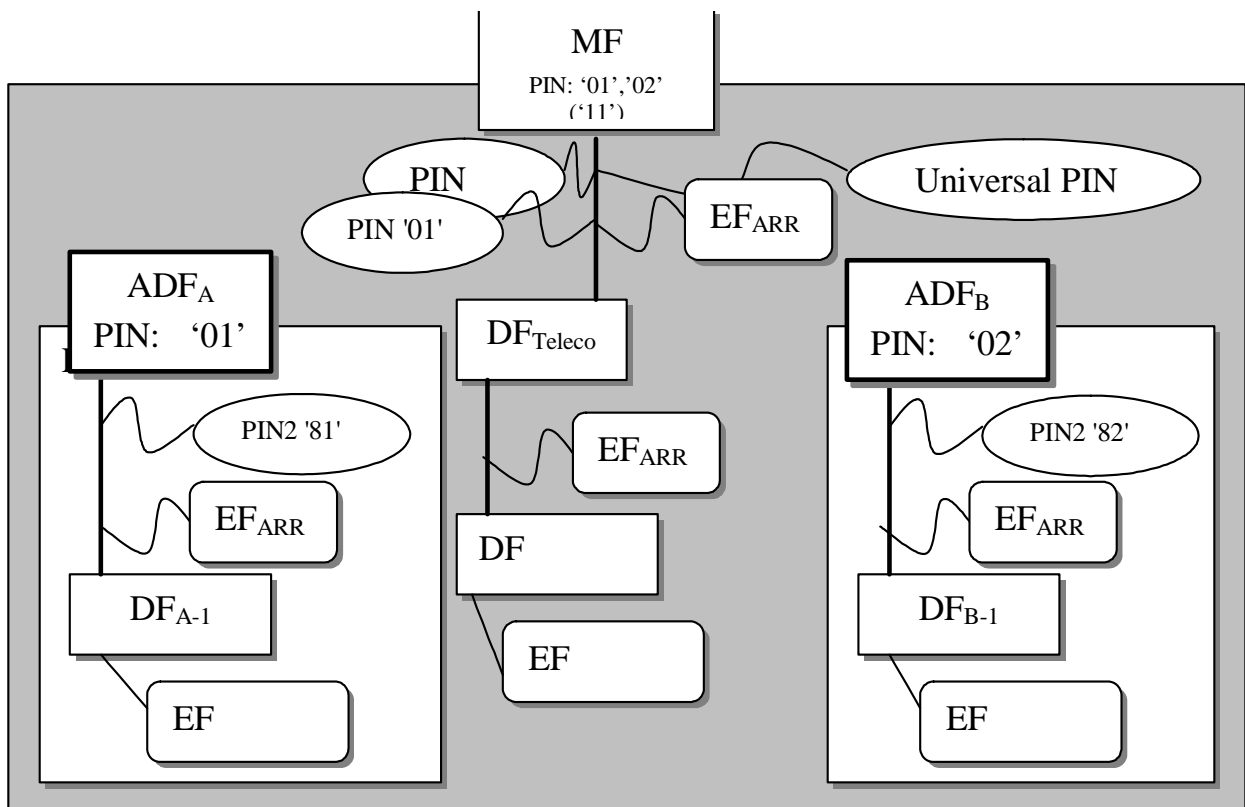 MF
PIN: ‘01’,’02’
(‘11’)
PIN
PIN '01'
EFARR
Universal PIN
ADFA
PIN: ‘01’
DFTeleco
ADFB
PIN: ‘02’
PIN2 '81'
EFARR
PIN2 '82'
EFARR
DF
EFARR
DFA-1
EF
DFB-1
EF
EF